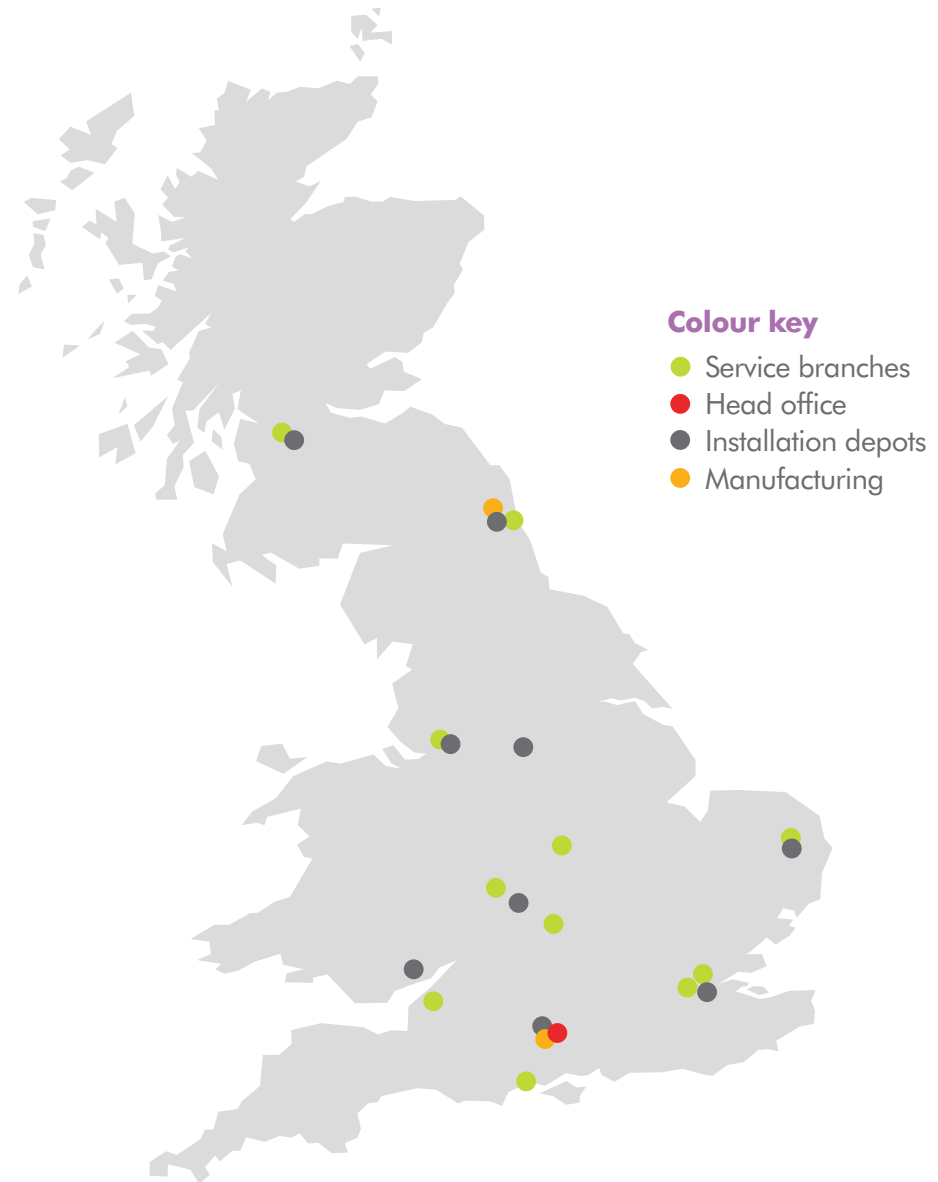 Colour key
Service branches
Head office
Installation depots
Manufacturing